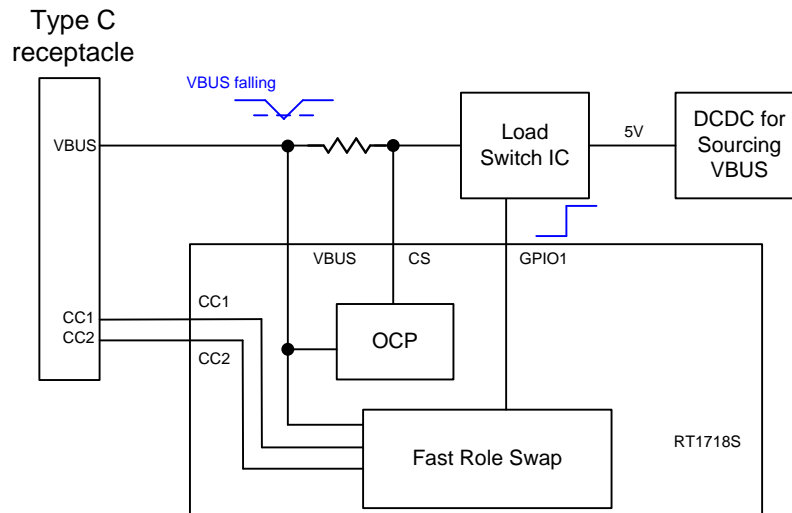 Type C
receptacle
VBUS falling
VBUS
Load
Switch IC
5V
DCDC for
Sourcing
VBUS
VBUS
CS
GPIO1
CC1
CC1
CC2
CC2
OCP
Fast Role Swap
RT1718S